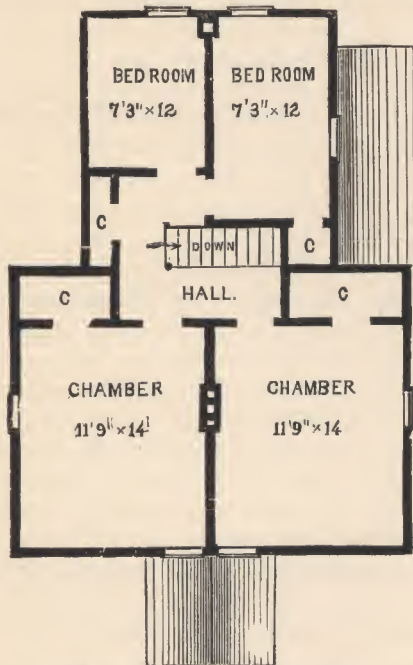 BED ROOM
7'3" × 12
BED ROOM
7'3" × 12
C
DOWN
C
HALL.
C
C
CHAMBER
11'9" × 14'
CHAMBER
11'9" × 14